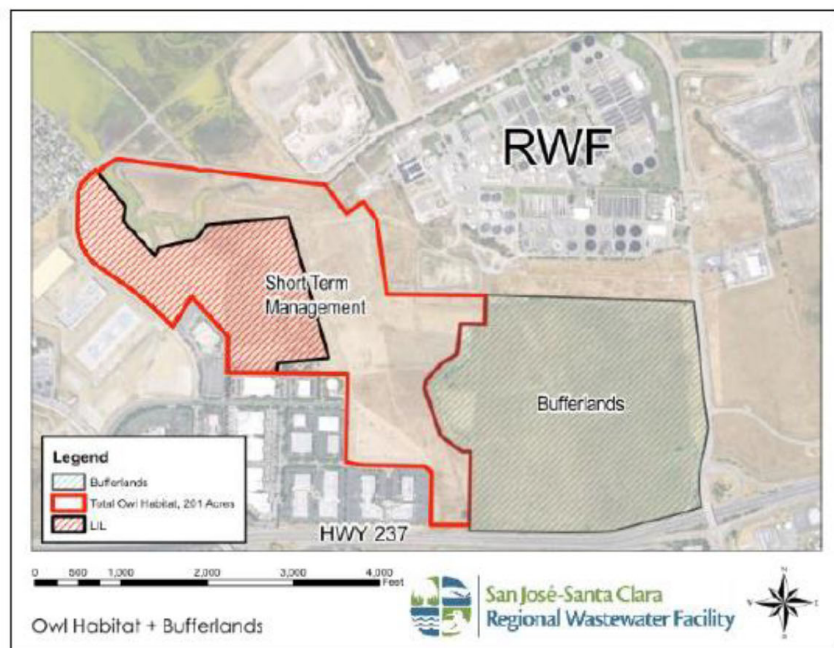 RWF
Short Term
Management
Bufferlands
Legend
Bufferlands
Total Owl Habitat, 201 Acres
HWY 237
0 500 1,000 2,000 3,000 4,000
Feet
Owl Habitat + Bufferlands
San José-Santa Clara
Regional Wastewater Facility
N